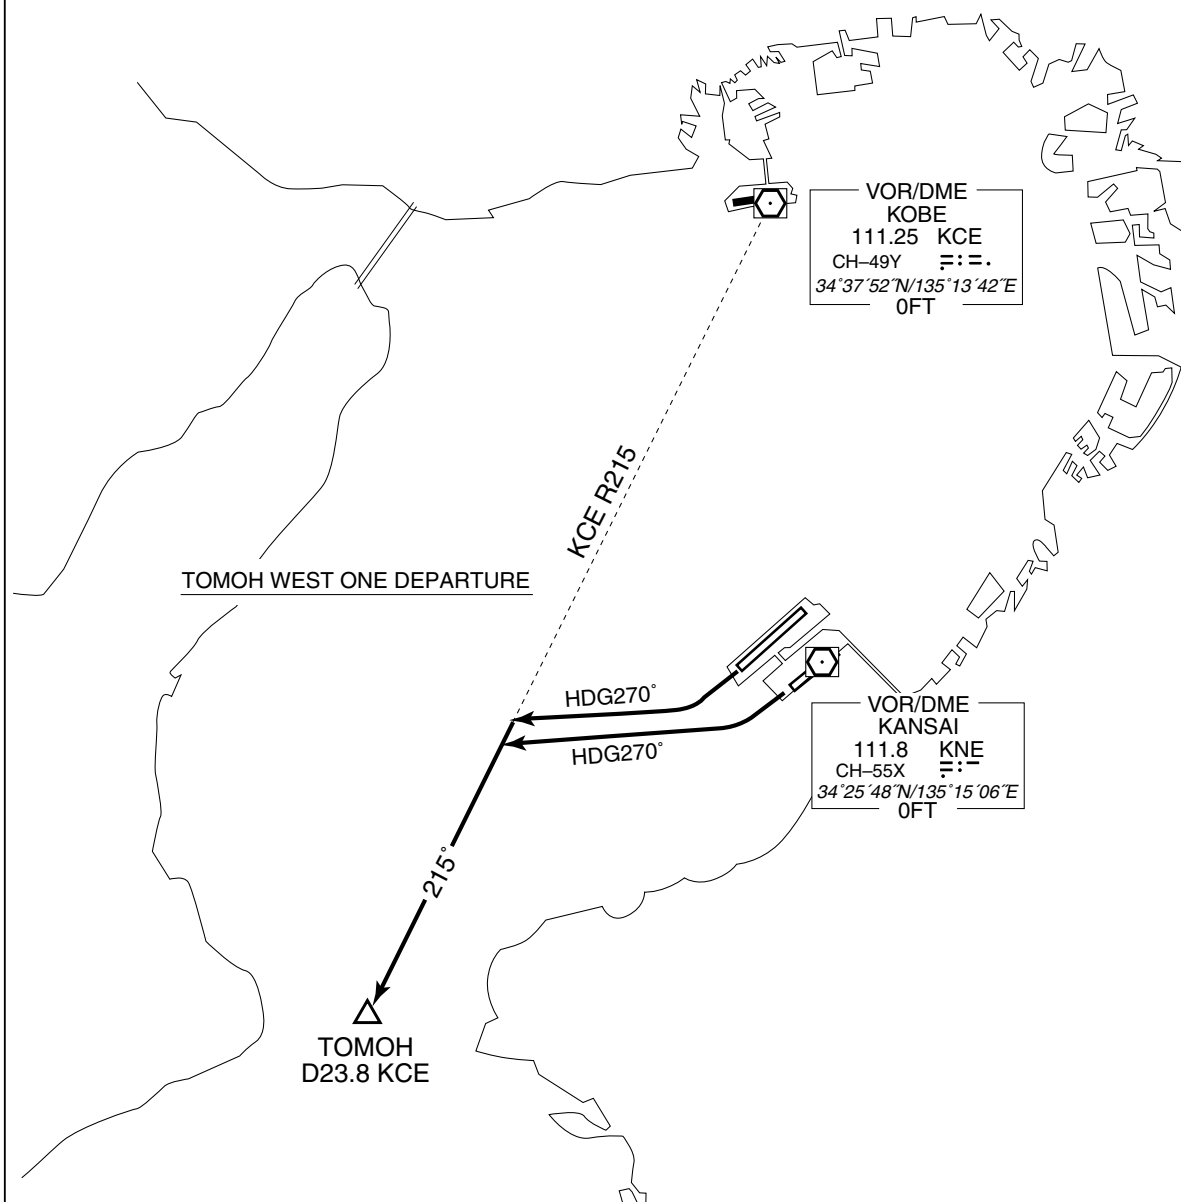 VOR/DME
KOBE
111.25 KCE
CH–49Y
34°37´52˝N/135°13´42˝E
0FT
KCE R215
TOMOH WEST ONE DEPARTURE
HDG270°
HDG270°
VOR/DME
KANSAI
111.8 KNE
CH–55X
34°25´48˝N/135°15´06˝E
0FT
215°
TOMOH
D23.8 KCE